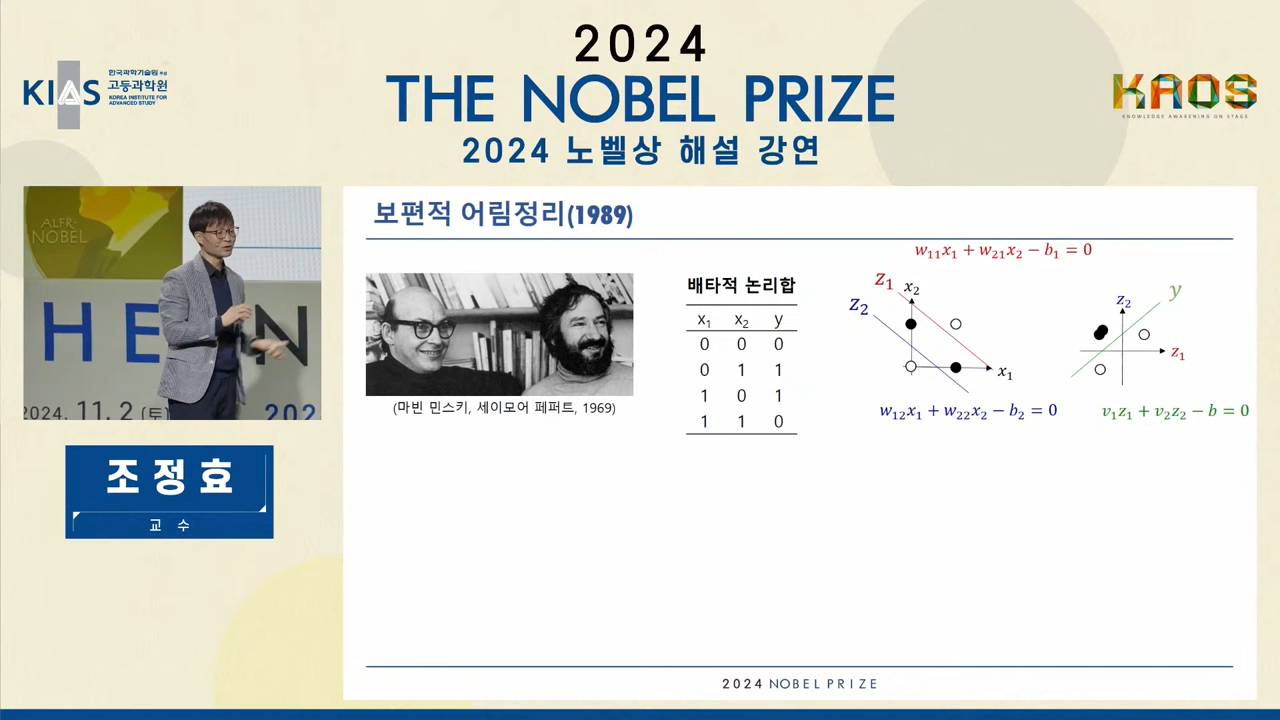 2024
THE NOBEL PRIZE
2024 노벨상 해설 강연
KIAS
한국과학기술원 부설
고등과학원
KOREA INSTITUTE FOR
ADVANCED STUDY
KAOS
KNOWLEDGE AWAKENING ON STAGE
ALFR•
NOBEL
HE N
2024. 11. 2 (토)
202
조정효
교 수
보편적 어림정리(1989)
(마빈 민스키, 세이모어 페퍼트, 1969)
배타적 논리합
x₁ x₂ y
0 0 0
0 1 1
1 0 1
1 1 0
w₁₁x₁ + w₂₁x₂ − b₁ = 0
z₁
x₂
z₂
x₁
w₁₂x₁ + w₂₂x₂ − b₂ = 0
y
z₂
z₁
v₁z₁ + v₂z₂ − b = 0
2024 NOBEL PRIZE